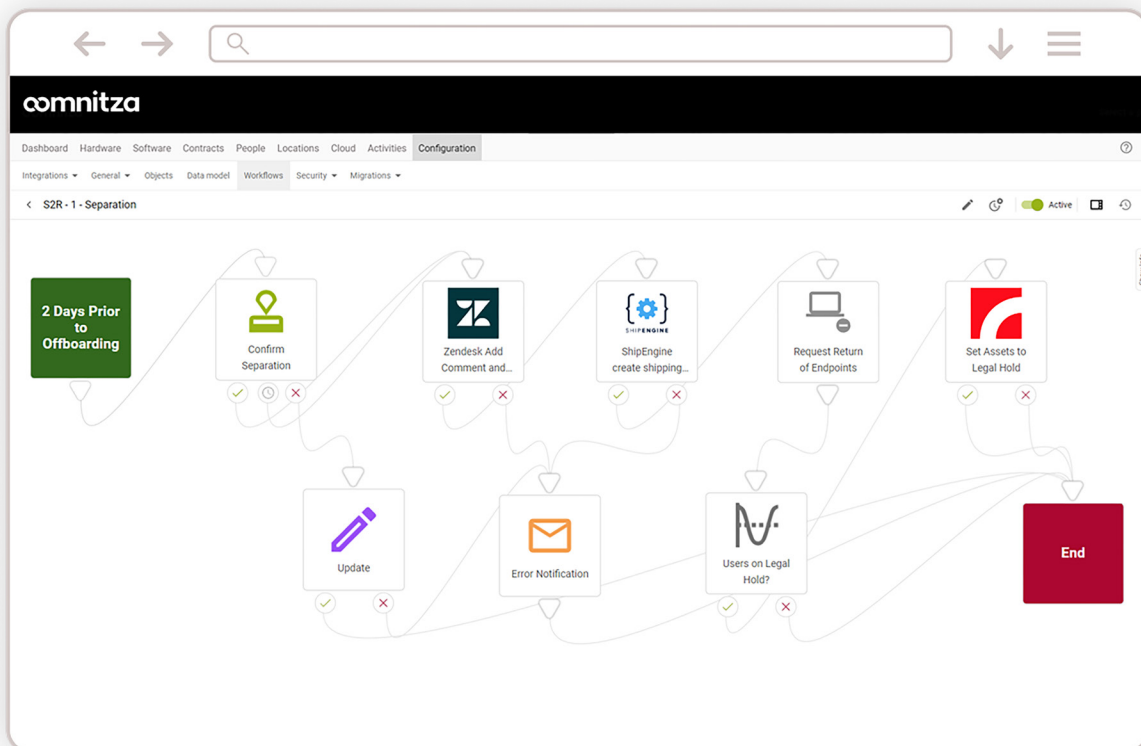 oomnitza
Dashboard Hardware Software Contracts People Locations Cloud Activities Configuration
Integrations General Objects Data model Workflows Security Migrations
S2R - 1 - Separation
Active
2 Days Prior
to
Offboarding
Confirm
Separation
Zendesk Add
Comment and...
SHIPENGINE
ShipEngine
create shipping...
Request Return
of Endpoints
Set Assets to
Legal Hold
Update
Error Notification
Users on Legal
Hold?
End